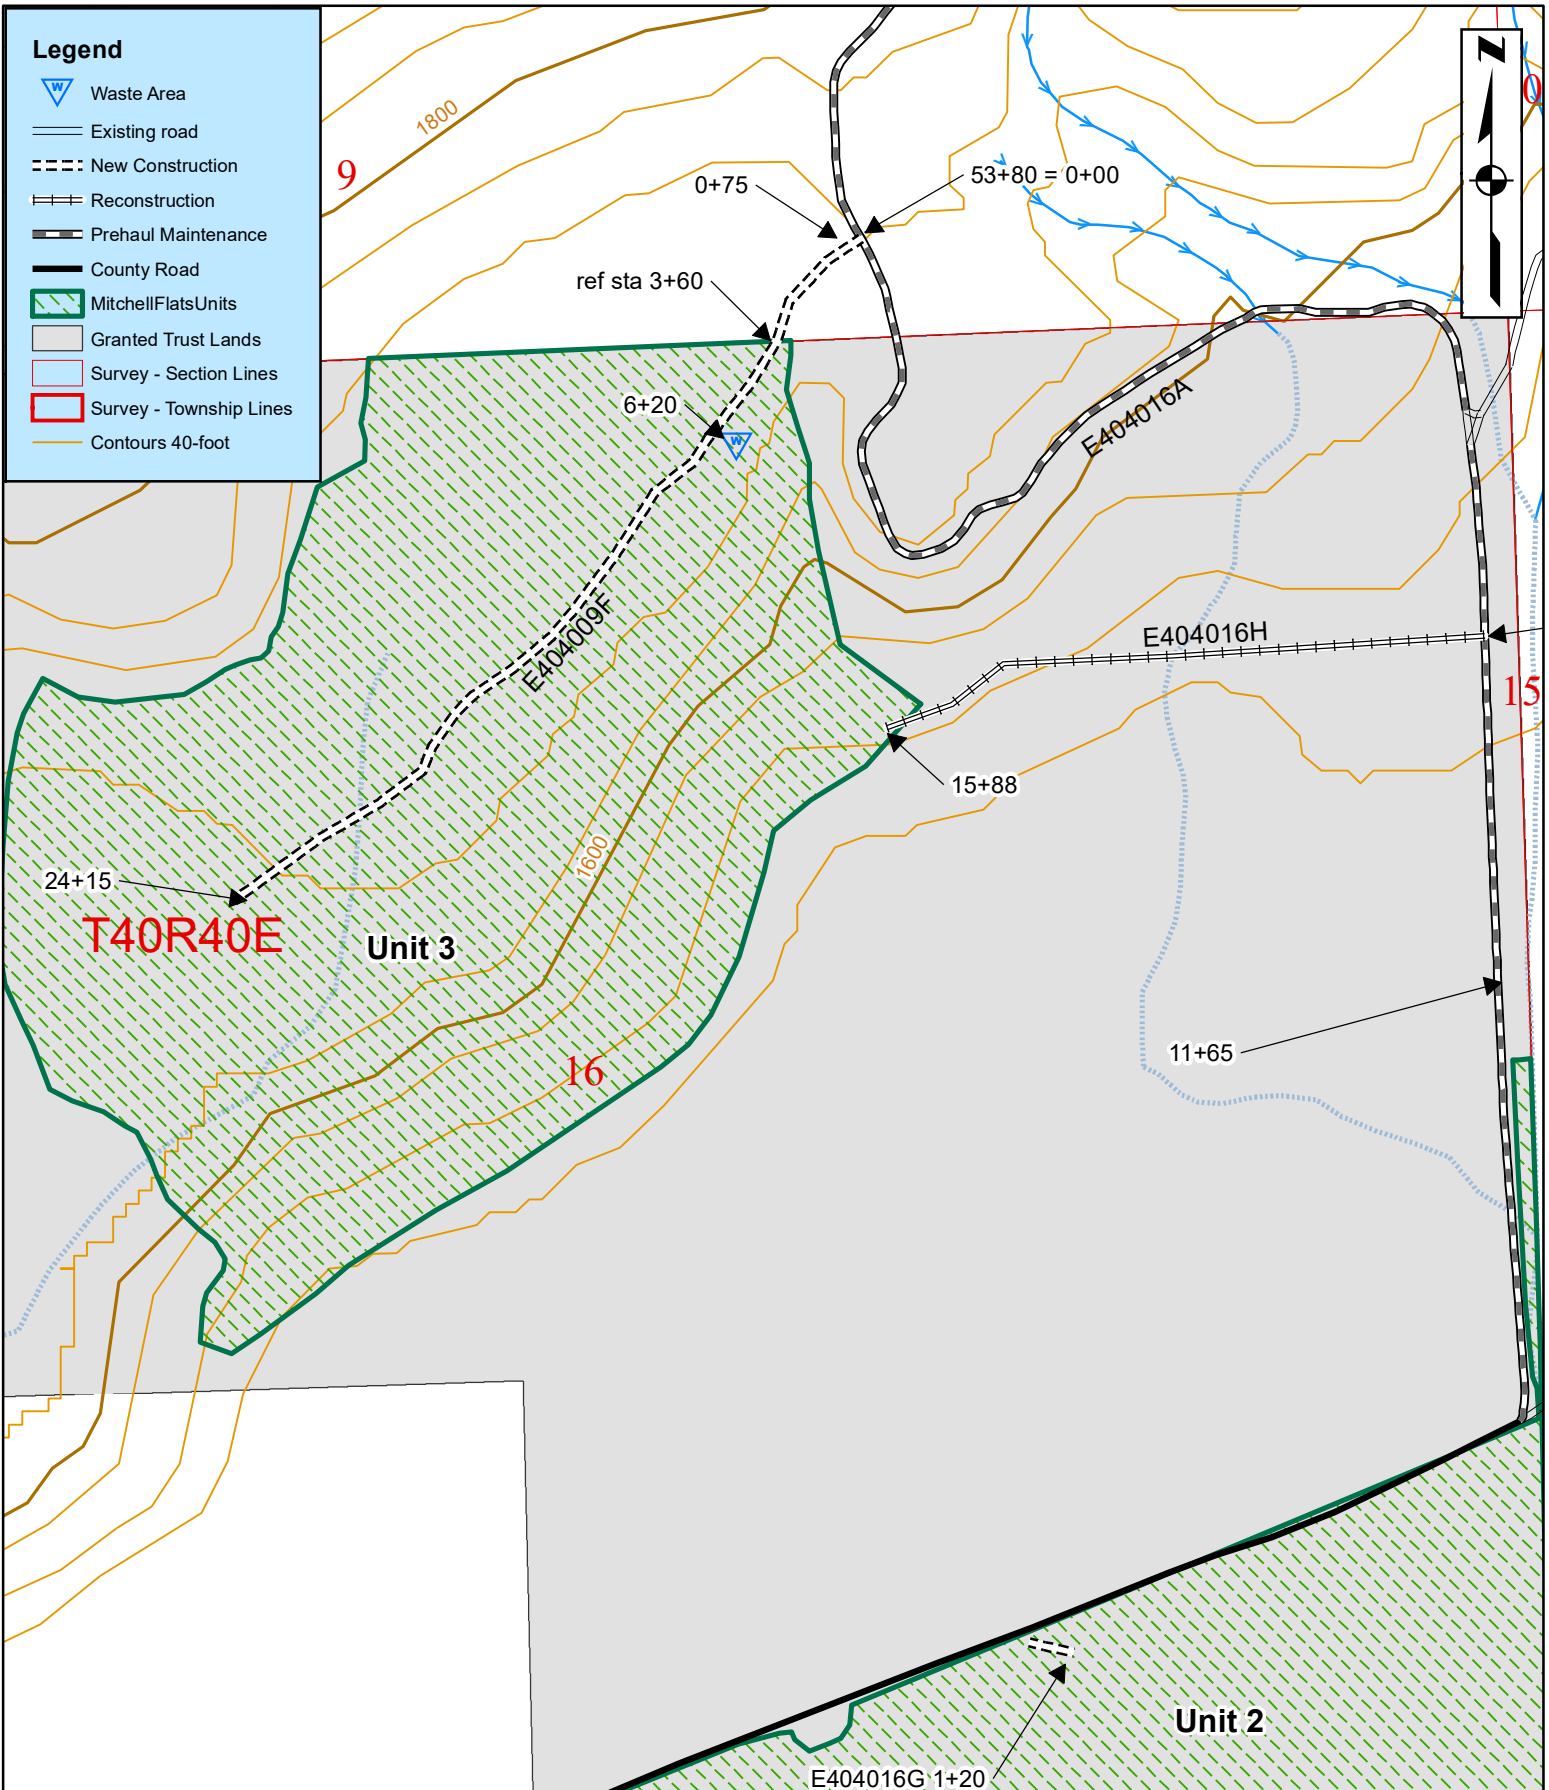 Legend
W
Waste Area
Existing road
New Construction
Reconstruction
Prehaul Maintenance
County Road
MitchellFlatsUnits
Granted Trust Lands
Survey - Section Lines
Survey - Township Lines
Contours 40-foot
1800
9
Z
0+75
53+80 = 0+00
ref sta 3+60
6+20
W
E404016A
E404009F
E404016H
15
15+88
1600
24+15
T40R40E
Unit 3
11+65
16
Unit 2
E404016G 1+20